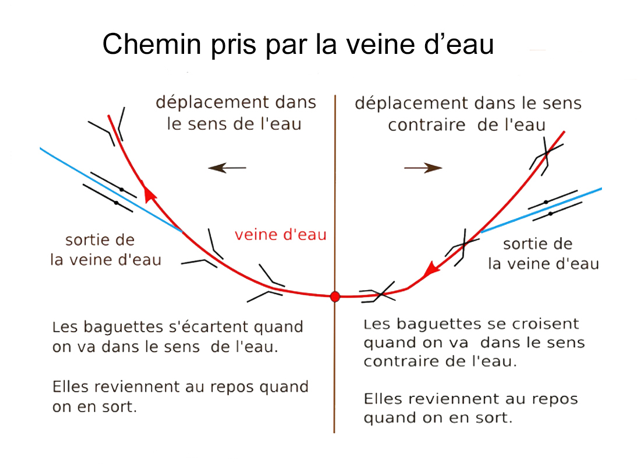 Chemin pris par la veine d’eau
déplacement dans
le sens de l'eau
déplacement dans le sens
contraire de l'eau
veine d'eau
sortie de
la veine d'eau
sortie de
la veine d'eau
Les baguettes s'écartent quand
on va dans le sens de l'eau.
Elles reviennent au repos quand
on en sort.
Les baguettes se croisent
quand on va dans le sens
contraire de l'eau.
Elles reviennent au repos
quand on en sort.